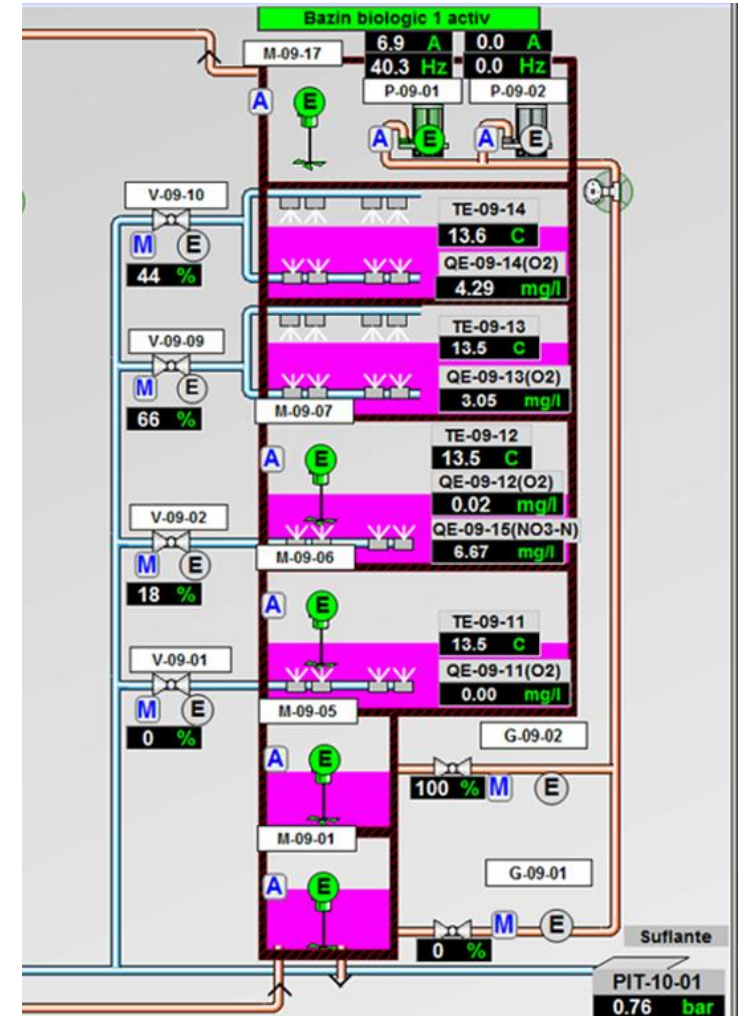 Bazin biologic 1 activ
M-09-17
6.9 A
0.0 A
40.3 Hz
0.0 Hz
P-09-01
P-09-02
A
E
A
E
A
E
V-09-10
M
E
44 %
TE-09-14
13.6 C
QE-09-14(O2)
4.29 mg/l
V-09-09
M
E
66 %
TE-09-13
13.5 C
QE-09-13(O2)
3.05 mg/l
M-09-07
A
E
TE-09-12
13.5 C
QE-09-12(O2)
0.02 mg/l
QE-09-15(NO3-N)
6.67 mg/l
V-09-02
M
E
18 %
M-09-06
A
E
TE-09-11
13.5 C
QE-09-11(O2)
0.00 mg/l
V-09-01
M
E
0 %
M-09-05
A
E
G-09-02
100 %
M
E
M-09-01
A
E
G-09-01
M
E
0 %
Suflante
PIT-10-01
0.76 bar